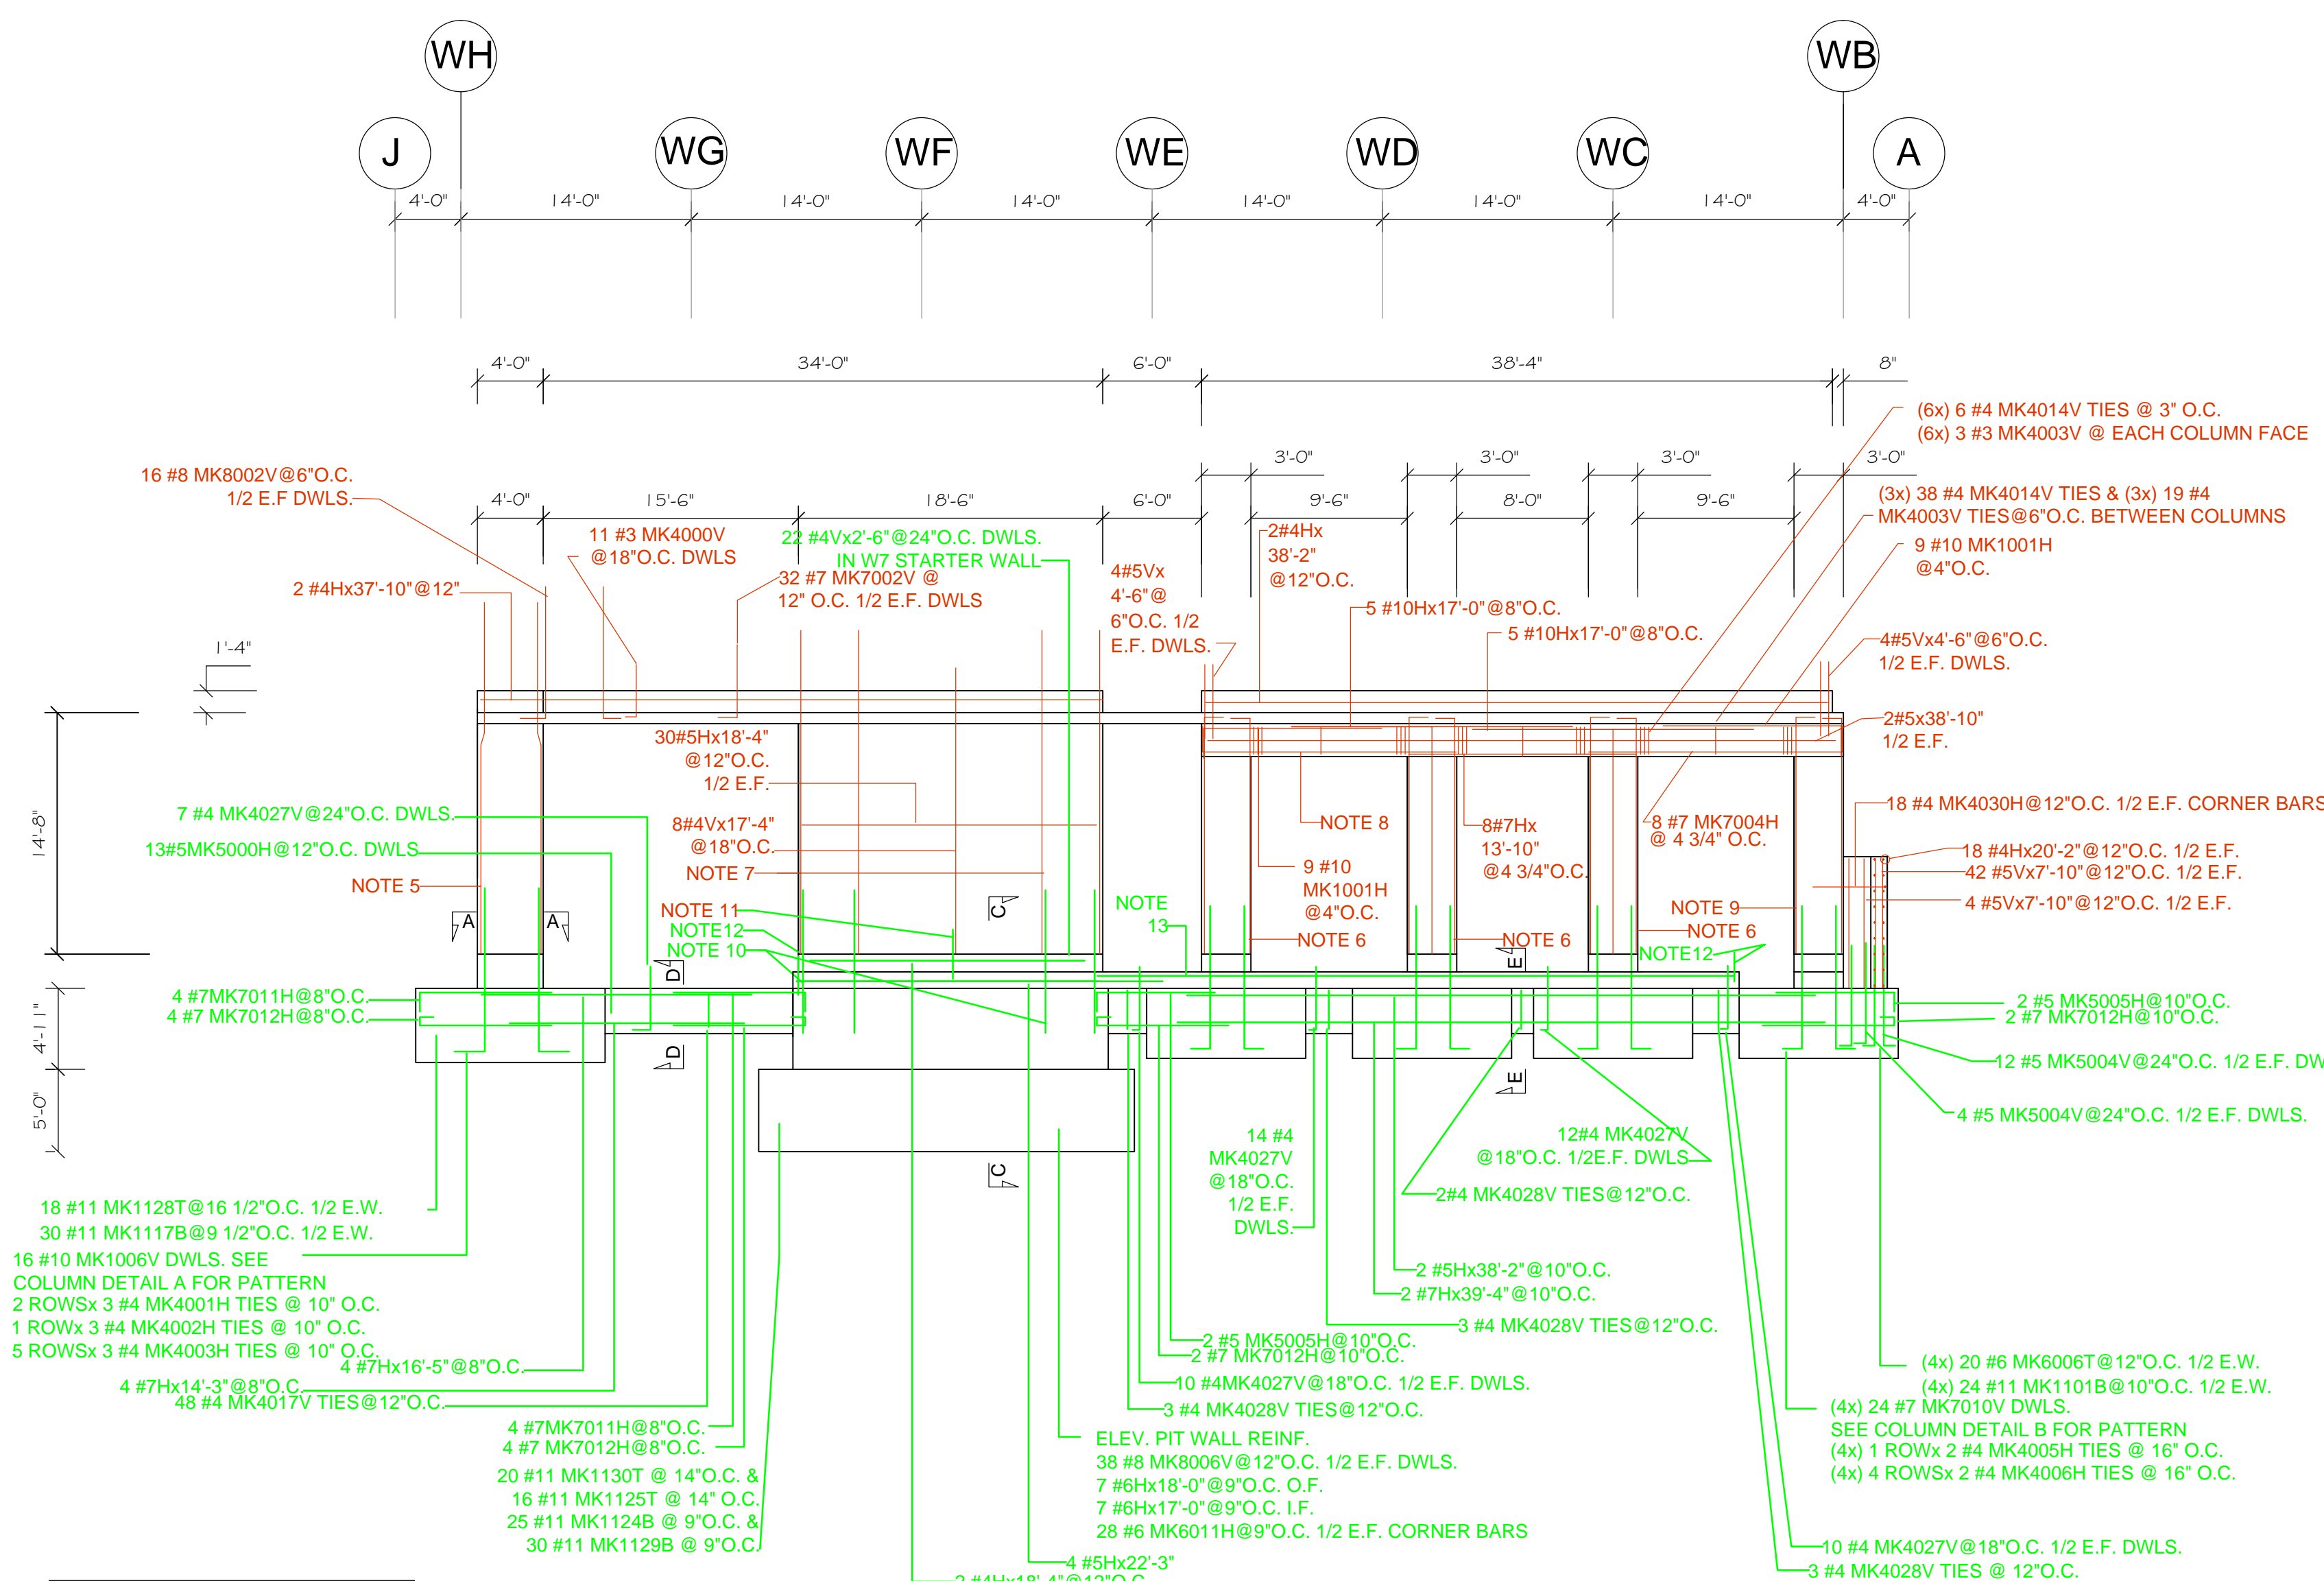 WH
WB
J
WG
WF
WE
WD
WC
A
4'-0"
14'-0"
14'-0"
14'-0"
14'-0"
14'-0"
14'-0"
4'-0"
4'-0"
34'-0"
6'-0"
38'-4"
8"
(6x) 6 #4 MK4014V TIES @ 3" O.C.
(6x) 3 #3 MK4003V @ EACH COLUMN FACE
3'-0"
3'-0"
3'-0"
3'-0"
16 #8 MK8002V@6"O.C.
1/2 E.F DWLS.
4'-0"
15'-6"
18'-6"
6'-0"
9'-6"
8'-0"
9'-6"
(3x) 38 #4 MK4014V TIES & (3x) 19 #4
MK4003V TIES@6"O.C. BETWEEN COLUMNS
11 #3 MK4000V
@18"O.C. DWLS
22 #4Vx2'-6"@24"O.C. DWLS.
IN W7 STARTER WALL
2#4Hx
38'-2"
@12"O.C.
9 #10 MK1001H
@4"O.C.
2 #4Hx37'-10"@12"
32 #7 MK7002V @
12" O.C. 1/2 E.F. DWLS
4#5Vx
4'-6"@
6"O.C. 1/2
E.F. DWLS.
5 #10Hx17'-0"@8"O.C.
5 #10Hx17'-0"@8"O.C.
4#5Vx4'-6"@6"O.C.
1/2 E.F. DWLS.
1'-4"
2#5x38'-10"
1/2 E.F.
30#5Hx18'-4"
@12"O.C.
1/2 E.F.
14'-8"
7 #4 MK4027V@24"O.C. DWLS.
8#4Vx17'-4"
@18"O.C.
13#5MK5000H@12"O.C. DWLS
NOTE 5
NOTE 7
NOTE 8
8#7Hx
13'-10"
@4 3/4"O.C.
8 #7 MK7004H
@ 4 3/4" O.C.
18 #4 MK4030H@12"O.C. 1/2 E.F. CORNER BARS
18 #4Hx20'-2"@12"O.C. 1/2 E.F.
42 #5Vx7'-10"@12"O.C. 1/2 E.F.
4 #5Vx7'-10"@12"O.C. 1/2 E.F.
9 #10
MK1001H
@4"O.C.
A
A
NOTE 11
NOTE12
NOTE 10
C
NOTE
13
NOTE 6
NOTE 6
NOTE 9
NOTE 6
NOTE12
D
E
4 #7MK7011H@8"O.C.
4 #7 MK7012H@8"O.C.
4'-11"
2 #5 MK5005H@10"O.C.
2 #7 MK7012H@10"O.C.
D
E
12 #5 MK5004V@24"O.C. 1/2 E.F.
5'-0"
4 #5 MK5004V@24"O.C. 1/2 E.F. DWLS.
C
14 #4
MK4027V
@18"O.C.
1/2 E.F.
DWLS.
12#4 MK4027V
@18"O.C. 1/2E.F. DWLS
2#4 MK4028V TIES@12"O.C.
18 #11 MK1128T@16 1/2"O.C. 1/2 E.W.
30 #11 MK1117B@9 1/2"O.C. 1/2 E.W.
16 #10 MK1006V DWLS. SEE
COLUMN DETAIL A FOR PATTERN
2 ROWSx 3 #4 MK4001H TIES @ 10" O.C.
1 ROWx 3 #4 MK4002H TIES @ 10" O.C.
5 ROWSx 3 #4 MK4003H TIES @ 10" O.C.
2 #5Hx38'-2"@10"O.C.
2 #7Hx39'-4"@10"O.C.
3 #4 MK4028V TIES@12"O.C.
2 #5 MK5005H@10"O.C.
2 #7 MK7012H@10"O.C.
4 #7Hx16'-5"@8"O.C.
4 #7Hx14'-3"@8"O.C.
48 #4 MK4017V TIES@12"O.C.
10 #4MK4027V@18"O.C. 1/2 E.F. DWLS.
3 #4 MK4028V TIES@12"O.C.
(4x) 20 #6 MK6006T@12"O.C. 1/2 E.W.
(4x) 24 #11 MK1101B@10"O.C. 1/2 E.W.
(4x) 24 #7 MK7010V DWLS.
SEE COLUMN DETAIL B FOR PATTERN
(4x) 1 ROWx 2 #4 MK4005H TIES @ 16" O.C.
(4x) 4 ROWSx 2 #4 MK4006H TIES @ 16" O.C.
4 #7MK7011H@8"O.C.
4 #7 MK7012H@8"O.C.
20 #11 MK1130T @ 14"O.C. &
16 #11 MK1125T @ 14" O.C.
25 #11 MK1124B @ 9"O.C. &
30 #11 MK1129B @ 9"O.C.
ELEV. PIT WALL REINF.
38 #8 MK8006V@12"O.C. 1/2 E.F. DWLS.
7 #6Hx18'-0"@9"O.C. O.F.
7 #6Hx17'-0"@9"O.C. I.F.
28 #6 MK6011H@9"O.C. 1/2 E.F. CORNER BARS
4 #5Hx22'-3"
2 #4Hx18'-4"@12"O.C.
10 #4 MK4027V@18"O.C. 1/2 E.F. DWLS.
3 #4 MK4028V TIES @ 12"O.C.